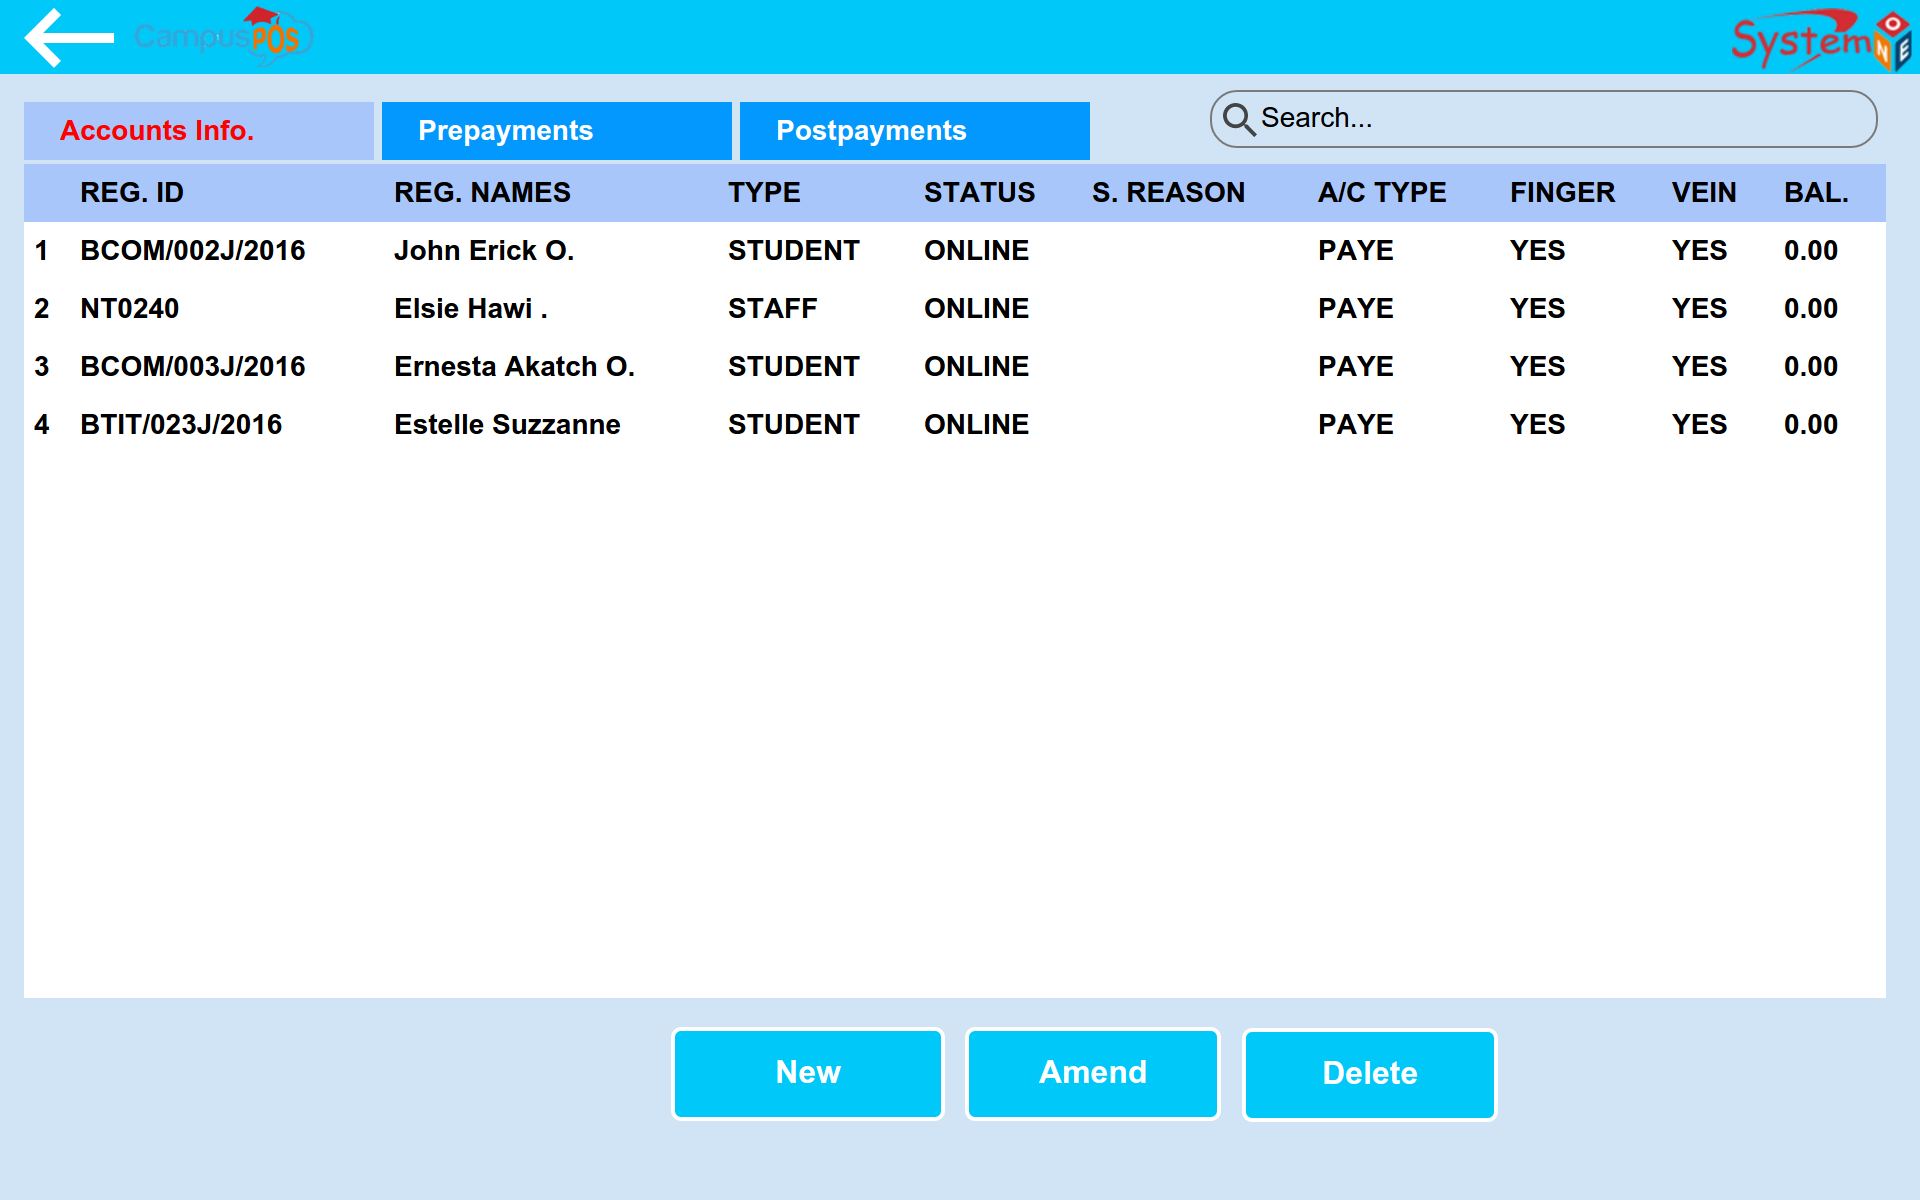 CampusPOS
SystemONE
Accounts Info. Prepayments Postpayments Search...
REG. ID REG. NAMES TYPE STATUS S. REASON A/C TYPE FINGER VEIN BAL.
1 BCOM/002J/2016 John Erick O. STUDENT ONLINE PAYE YES YES 0.00
2 NT0240 Elsie Hawi . STAFF ONLINE PAYE YES YES 0.00
3 BCOM/003J/2016 Ernesta Akatch O. STUDENT ONLINE PAYE YES YES 0.00
4 BTIT/023J/2016 Estelle Suzzanne STUDENT ONLINE PAYE YES YES 0.00
New Amend Delete